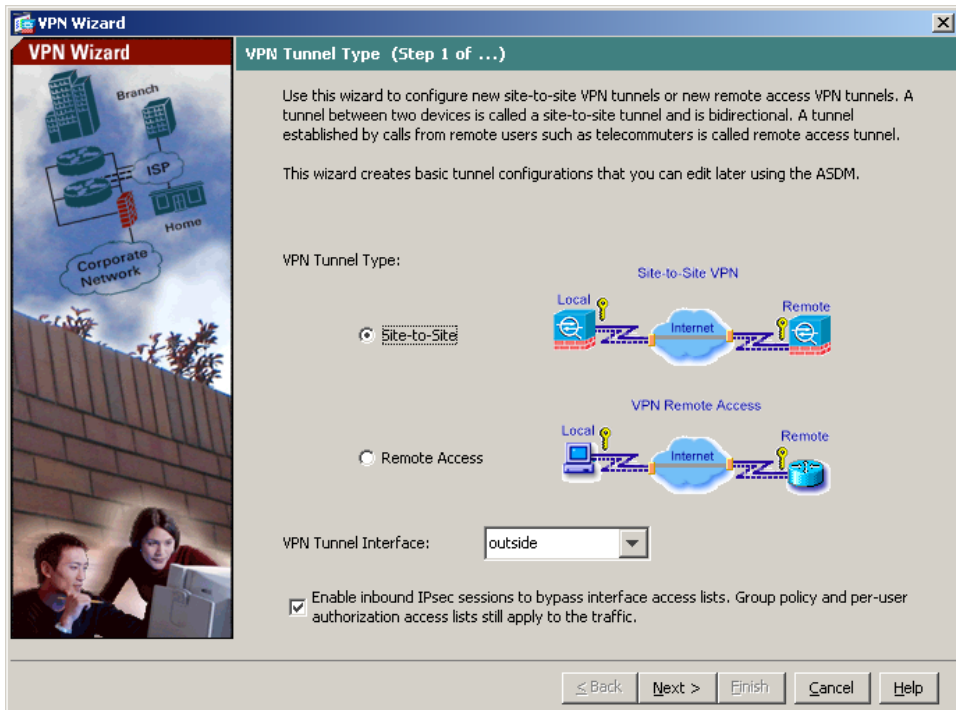 VPN Wizard
VPN Wizard
Branch
ISP
Home
Corporate
Network
VPN Tunnel Type (Step 1 of ...)
Use this wizard to configure new site-to-site VPN tunnels or new remote access VPN tunnels. A
tunnel between two devices is called a site-to-site tunnel and is bidirectional. A tunnel
established by calls from remote users such as telecommuters is called remote access tunnel.
This wizard creates basic tunnel configurations that you can edit later using the ASDM.
VPN Tunnel Type:
Site-to-Site VPN
Local
Remote
Internet
Site-to-Site
VPN Remote Access
Local
Remote
Internet
Remote Access
VPN Tunnel Interface:
outside
Enable inbound IPsec sessions to bypass interface access lists. Group policy and per-user
authorization access lists still apply to the traffic.
< Back
Next >
Finish
Cancel
Help